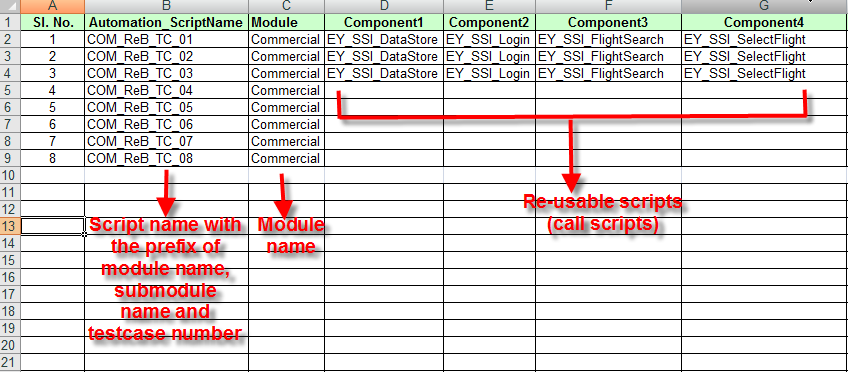 A B C D E F G
1 Sl. No. Automation_ScriptName Module Component1 Component2 Component3 Component4
2 1 COM_ReB_TC_01 Commercial EY_SSI_DataStore EY_SSI_Login EY_SSI_FlightSearch EY_SSI_SelectFlight
3 2 COM_ReB_TC_02 Commercial EY_SSI_DataStore EY_SSI_Login EY_SSI_FlightSearch EY_SSI_SelectFlight
4 3 COM_ReB_TC_03 Commercial EY_SSI_DataStore EY_SSI_Login EY_SSI_FlightSearch EY_SSI_SelectFlight
5 4 COM_ReB_TC_04 Commercial
6 5 COM_ReB_TC_05 Commercial
7 6 COM_ReB_TC_06 Commercial
8 7 COM_ReB_TC_07 Commercial
9 8 COM_ReB_TC_08 Commercial
10
11
12
13
14
15
16
17
18
19
20
21
Script name with
the prefix of
module name,
submodule
name and
testcase number
Module
name
Re-usable scripts
(call scripts)